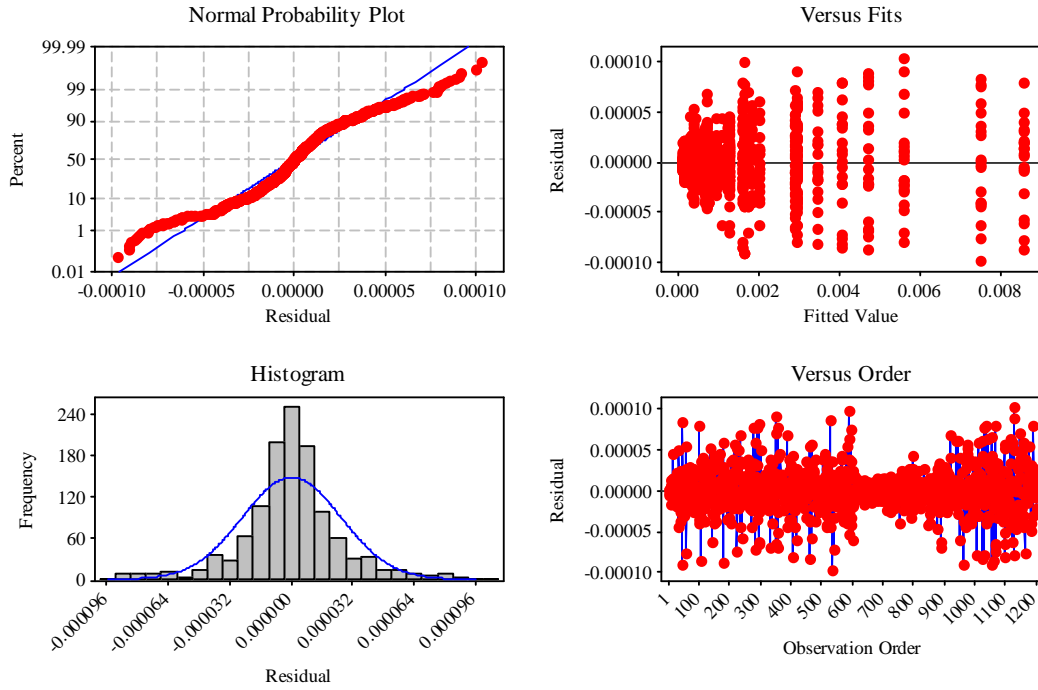 Normal Probability Plot
99.99
99
90
50
10
1
0.01
Percent
-0.00010 -0.00005 0.00000 0.00005 0.00010
Residual
Versus Fits
0.00010
0.00005
0.00000
-0.00005
-0.00010
Residual
0.000 0.002 0.004 0.006 0.008
Fitted Value
Histogram
240
180
120
60
0
Frequency
-0.000096 -0.000064 -0.000032 0.000000 0.000032 0.000064 0.000096
Residual
Versus Order
0.00010
0.00005
0.00000
-0.00005
-0.00010
Residual
1 100 200 300 400 500 600 700 800 900 1000 1100 1200
Observation Order